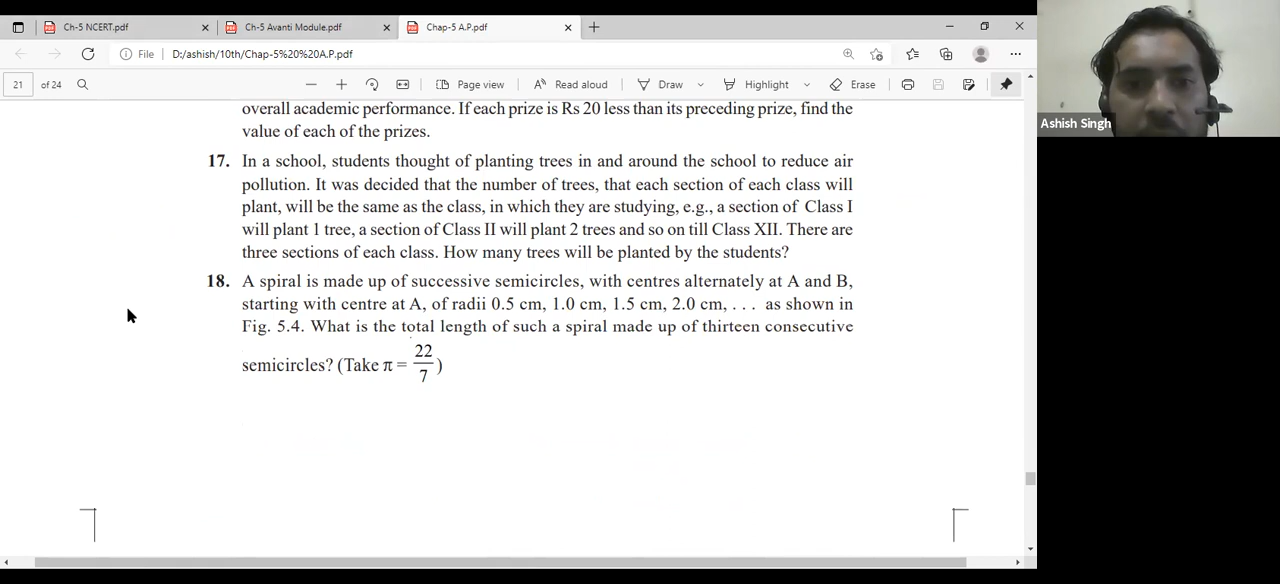 Ch-5 NCERT.pdf
Ch-5 Avanti Module.pdf
Chap-5 A.P.pdf
File
D:/ashish/10th/Chap-5%20%20A.P.pdf
21 of 24
Page view
Read aloud
Draw
Highlight
Erase
Ashish Singh
overall academic performance. If each prize is Rs 20 less than its preceding prize, find the
value of each of the prizes.
17. In a school, students thought of planting trees in and around the school to reduce air
pollution. It was decided that the number of trees, that each section of each class will
plant, will be the same as the class, in which they are studying, e.g., a section of Class I
will plant 1 tree, a section of Class II will plant 2 trees and so on till Class XII. There are
three sections of each class. How many trees will be planted by the students?
18. A spiral is made up of successive semicircles, with centres alternately at A and B,
starting with centre at A, of radii 0.5 cm, 1.0 cm, 1.5 cm, 2.0 cm, . . . as shown in
Fig. 5.4. What is the total length of such a spiral made up of thirteen consecutive
semicircles? (Take π = 22/7)